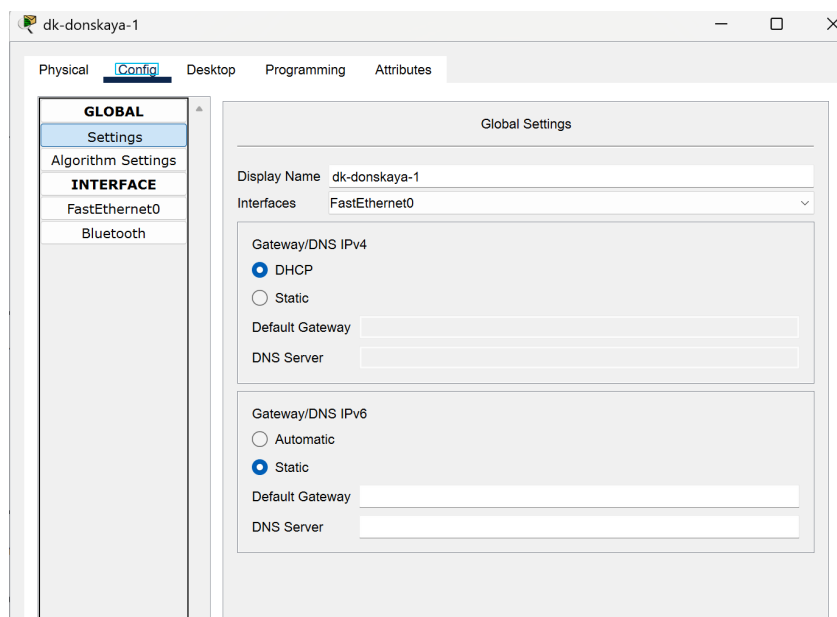 dk-donskaya-1
Physical Config Desktop Programming Attributes
GLOBAL
Settings
Algorithm Settings
INTERFACE
FastEthernet0
Bluetooth
Global Settings
Display Name dk-donskaya-1
Interfaces FastEthernet0
Gateway/DNS IPv4
DHCP
Static
Default Gateway
DNS Server
Gateway/DNS IPv6
Automatic
Static
Default Gateway
DNS Server